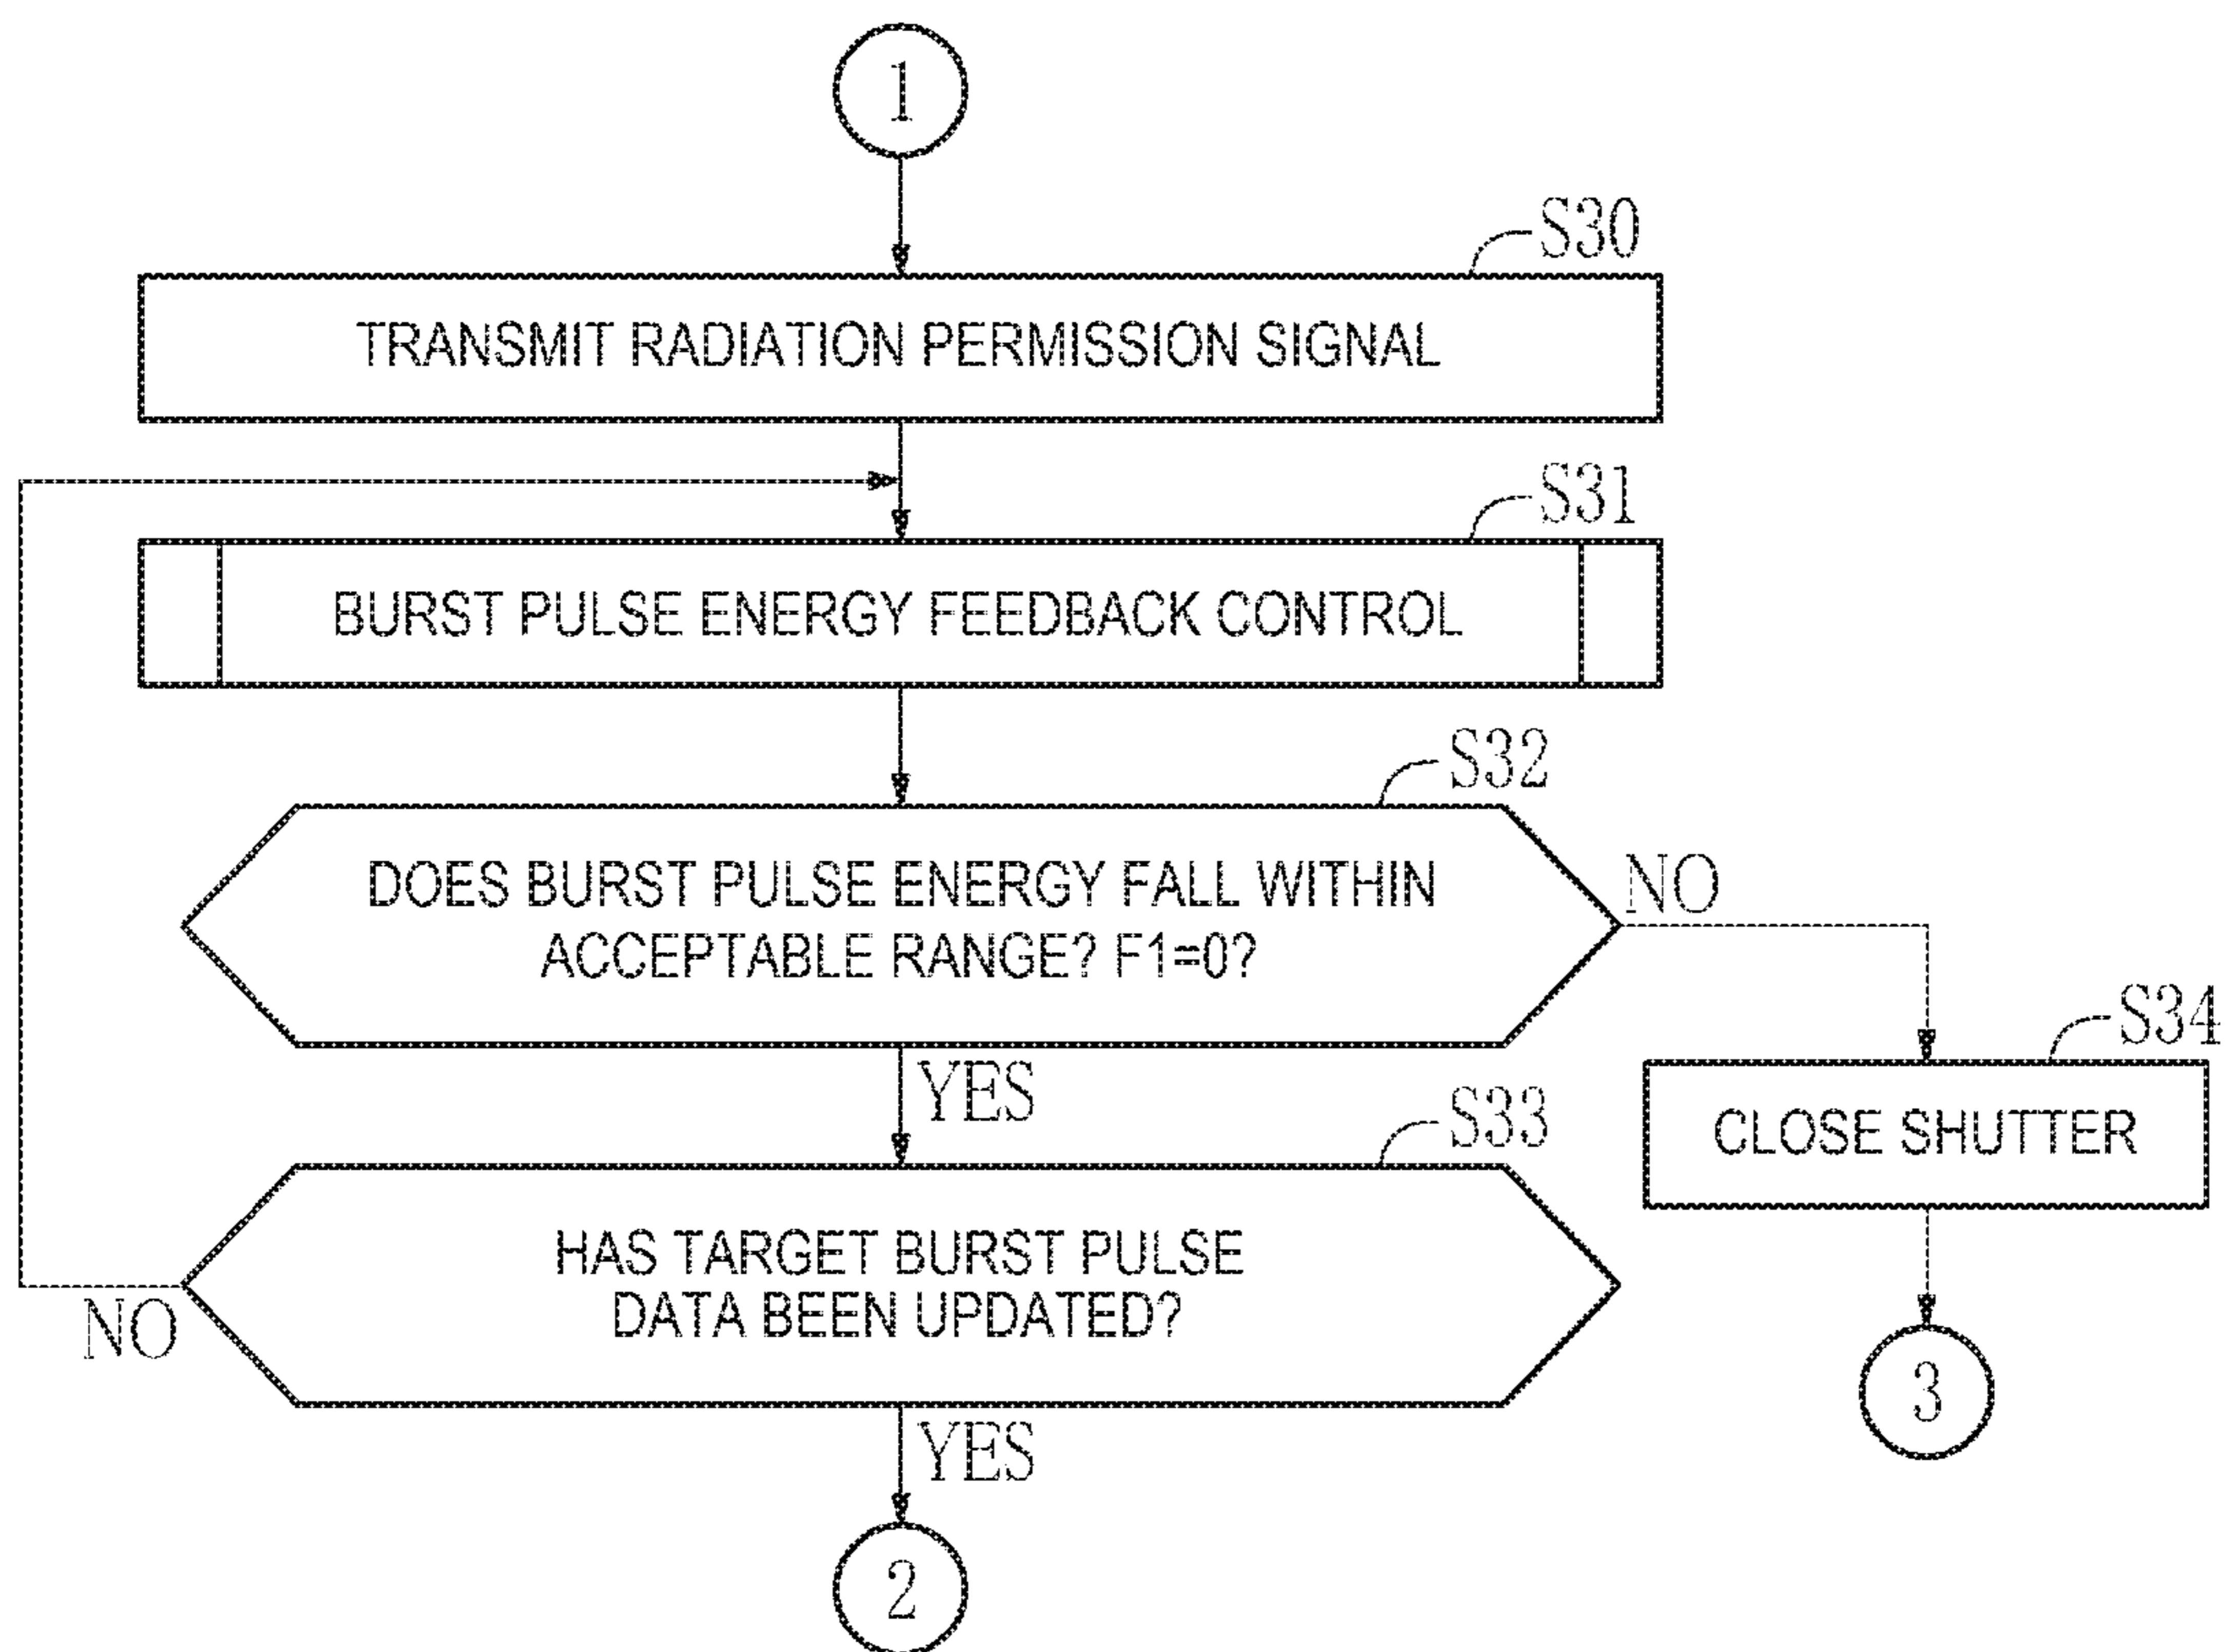 1
S30
TRANSMIT RADIATION PERMISSION SIGNAL
S31
BURST PULSE ENERGY FEEDBACK CONTROL
S32
DOES BURST PULSE ENERGY FALL WITHIN
ACCEPTABLE RANGE? F1=0?
NO
YES
S34
CLOSE SHUTTER
S33
HAS TARGET BURST PULSE
DATA BEEN UPDATED?
NO
YES
3
2